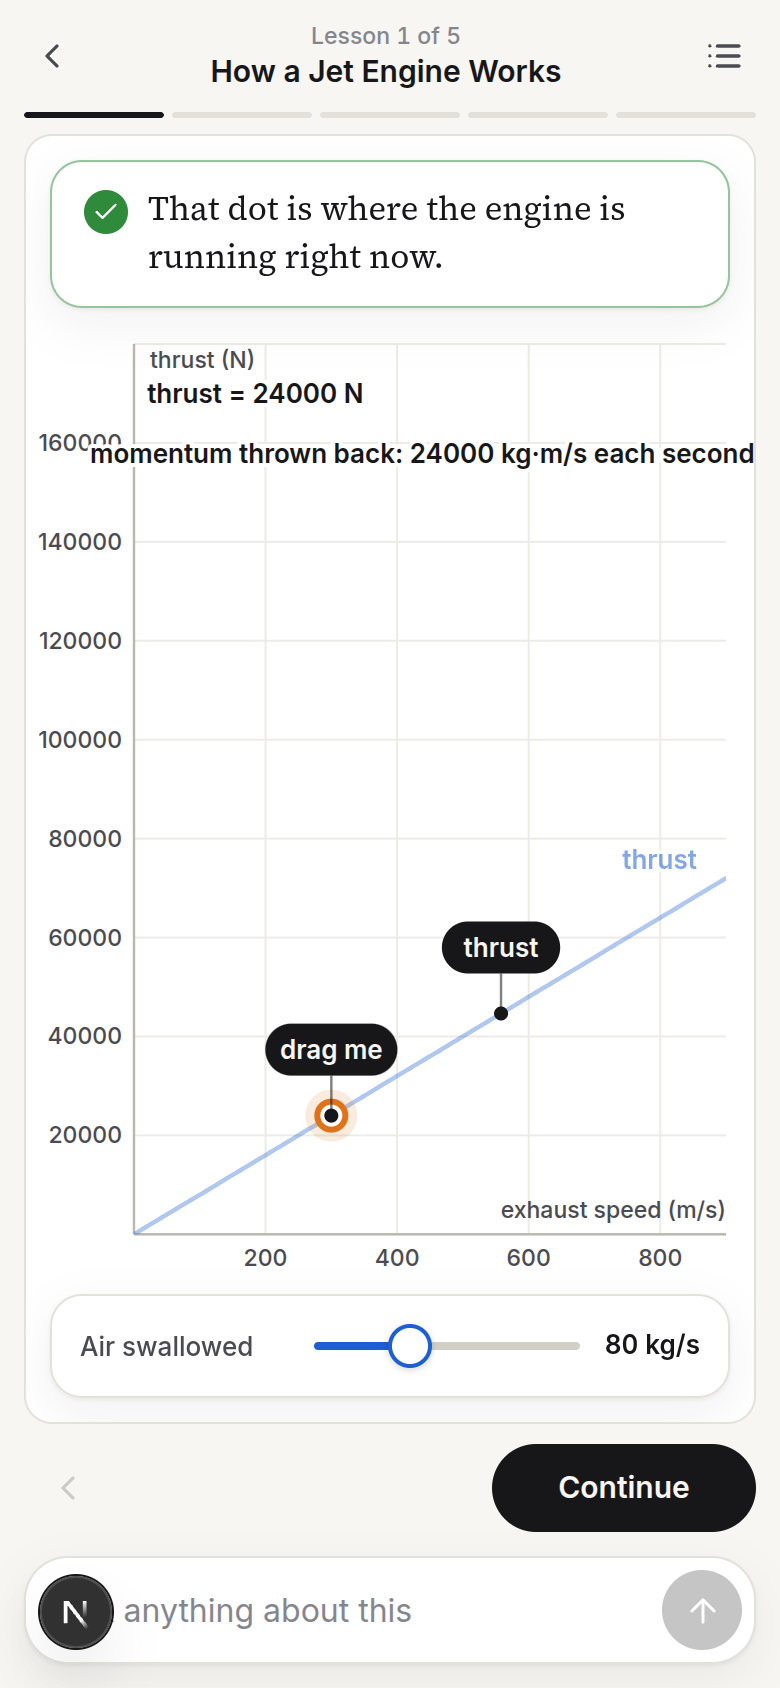 Lesson 1 of 5
How a Jet Engine Works
That dot is where the engine is
running right now.
thrust (N)
thrust = 24000 N
160000
momentum thrown back: 24000 kg·m/s each second
140000
120000
100000
80000
thrust
60000
thrust
40000
drag me
20000
exhaust speed (m/s)
200 400 600 800
Air swallowed 80 kg/s
Continue
N anything about this